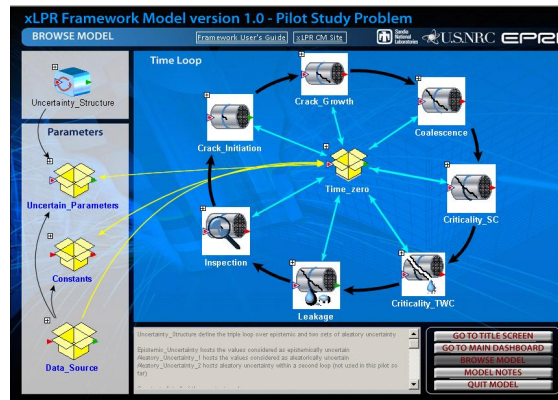 xLPR Framework Model version 1.0 - Pilot Study Problem
BROWSE MODEL
Framework User's Guide
xLPR CM Site
Sandia
National
Laboratories
U.S.NRC
EPRI
Time Loop
Uncertainty_Structure
Parameters
Uncertain_Parameters
Constants
Data_Source
Crack_Growth
Coalescence
Crack_Initiation
Time_zero
Criticality_SC
Inspection
Criticality_TWC
Leakage
Uncertainty_Structure define the triple loop over epistemic and two sets of aleatory uncertainty
Epistemic_Uncertainty hosts the values considered as epistemically uncertain
Aleatory_Uncertainty_1 hosts the values considered as aleatorically uncertain
Aleatory_Uncertainty_2 hosts aleatory uncertainty within a second loop (not used in this pilot so
far)
GO TO TITLE SCREEN
GO TO MAIN DASHBOARD
BROWSE MODEL
MODEL NOTES
QUIT MODEL